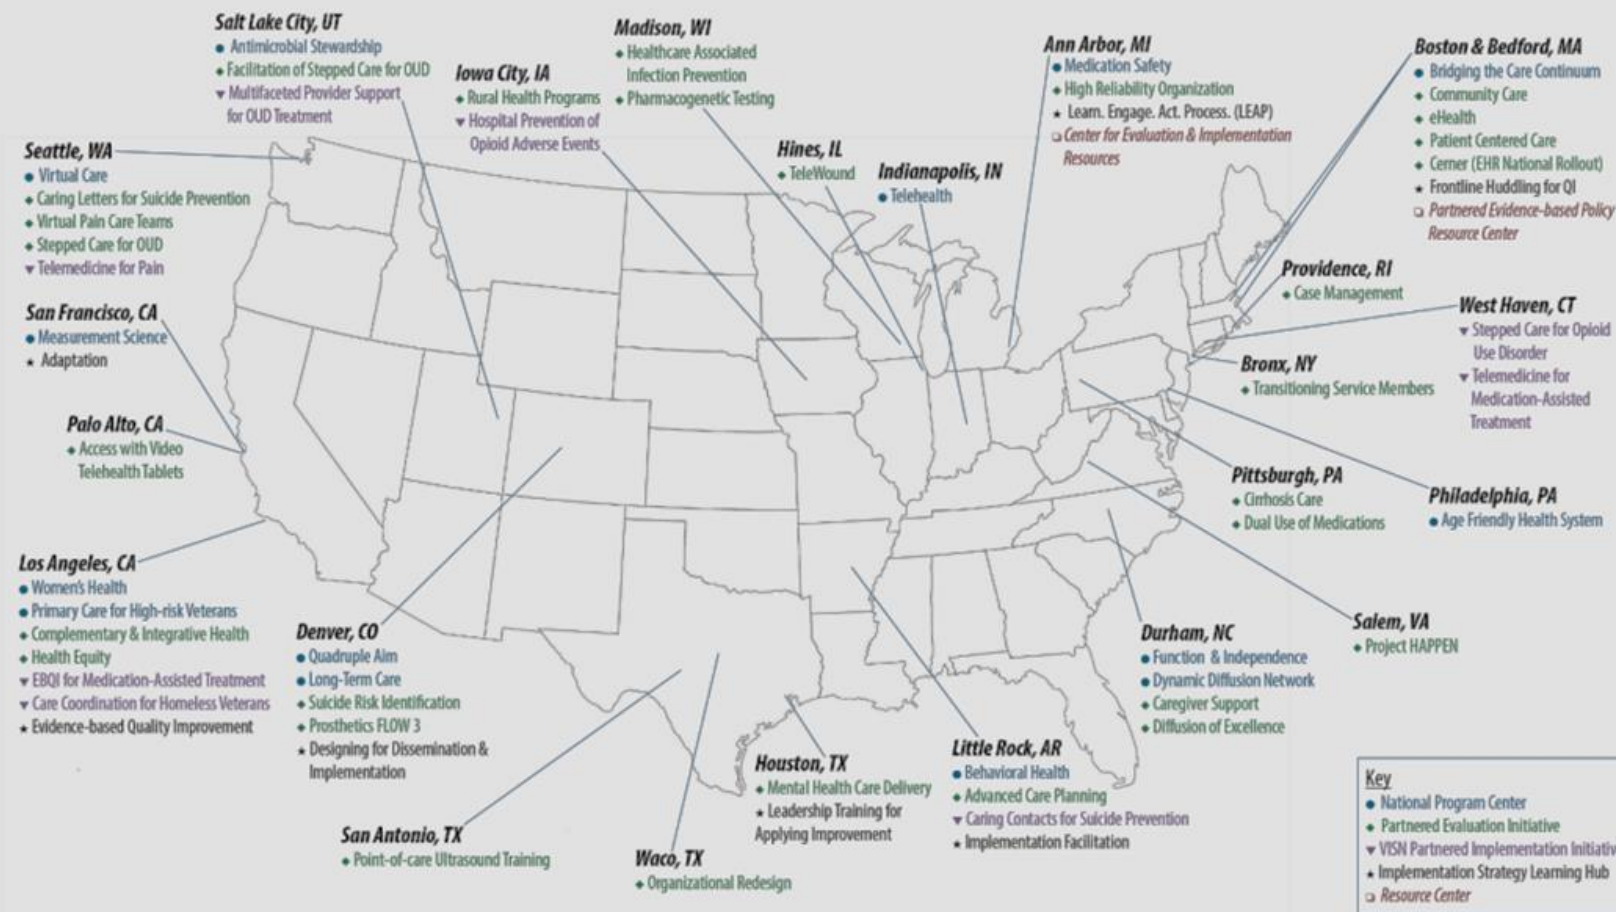 Salt Lake City, UT
● Antimicrobial Stewardship
◆ Facilitation of Stepped Care for OUD
▼ Multifaceted Provider Support
for OUD Treatment
Iowa City, IA
◆ Rural Health Programs
▼ Hospital Prevention of
Opioid Adverse Events
Madison, WI
◆ Healthcare Associated
Infection Prevention
◆ Pharmacogenetic Testing
Hines, IL
◆ TeleWound
Indianapolis, IN
● Telehealth
Ann Arbor, MI
● Medication Safety
◆ High Reliability Organization
★ Learn. Engage. Act. Process. (LEAP)
❏ Center for Evaluation & Implementation
Resources
Boston & Bedford, MA
● Bridging the Care Continuum
◆ Community Care
◆ eHealth
◆ Patient Centered Care
◆ Cerner (EHR National Rollout)
★ Frontline Huddling for QI
❏ Partnered Evidence-based Policy
Resource Center
Seattle, WA
● Virtual Care
◆ Caring Letters for Suicide Prevention
◆ Virtual Pain Care Teams
◆ Stepped Care for OUD
▼ Telemedicine for Pain
San Francisco, CA
● Measurement Science
★ Adaptation
Palo Alto, CA
◆ Access with Video
Telehealth Tablets
Los Angeles, CA
● Women's Health
● Primary Care for High-risk Veterans
◆ Complementary & Integrative Health
◆ Health Equity
▼ EBQI for Medication-Assisted Treatment
▼ Care Coordination for Homeless Veterans
★ Evidence-based Quality Improvement
Denver, CO
● Quadruple Aim
● Long-Term Care
◆ Suicide Risk Identification
◆ Prosthetics FLOW 3
★ Designing for Dissemination &
Implementation
San Antonio, TX
◆ Point-of-care Ultrasound Training
Waco, TX
◆ Organizational Redesign
Houston, TX
◆ Mental Health Care Delivery
★ Leadership Training for
Applying Improvement
Little Rock, AR
● Behavioral Health
◆ Advanced Care Planning
▼ Caring Contacts for Suicide Prevention
★ Implementation Facilitation
Durham, NC
● Function & Independence
● Dynamic Diffusion Network
◆ Caregiver Support
◆ Diffusion of Excellence
Salem, VA
◆ Project HAPPEN
Providence, RI
◆ Case Management
West Haven, CT
▼ Stepped Care for Opioid
Use Disorder
▼ Telemedicine for
Medication-Assisted
Treatment
Bronx, NY
◆ Transitioning Service Members
Pittsburgh, PA
◆ Cirrhosis Care
◆ Dual Use of Medications
Philadelphia, PA
● Age Friendly Health System
Key
● National Program Center
◆ Partnered Evaluation Initiative
▼ VISN Partnered Implementation Initiativ
★ Implementation Strategy Learning Hub
❏ Resource Center